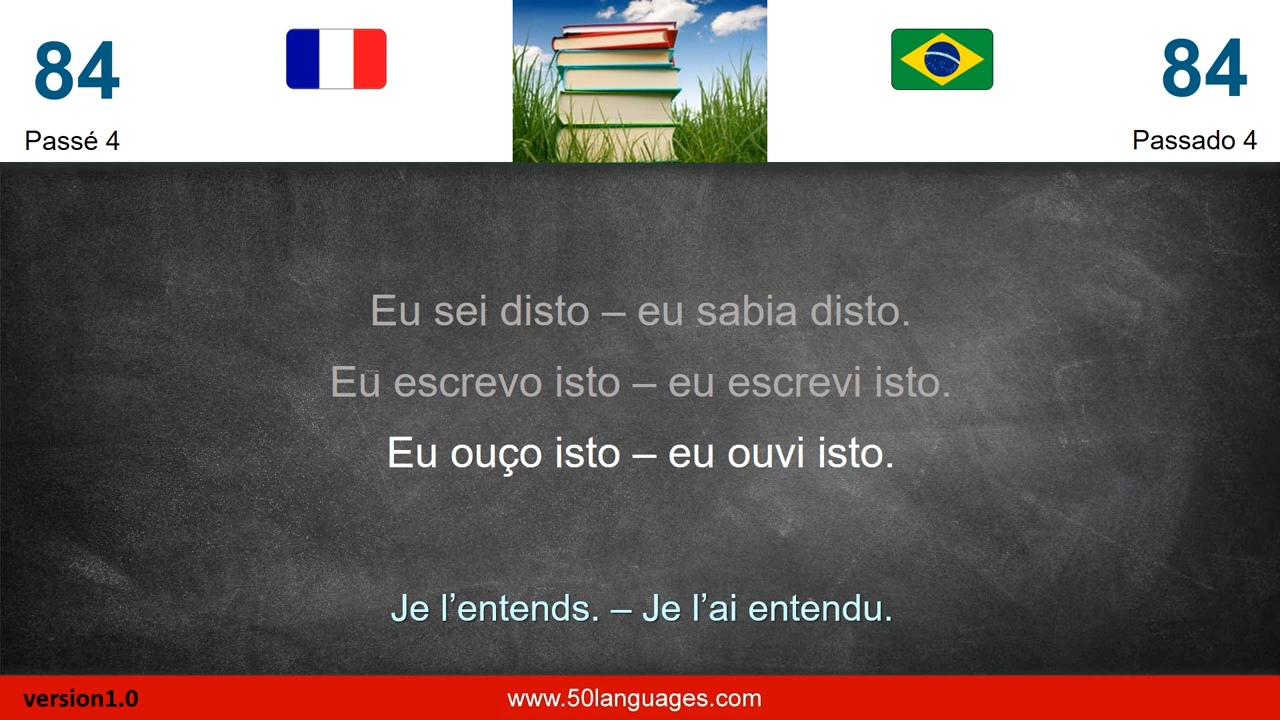 84
84
Passé 4
Passado 4
Eu sei disto – eu sabia disto.
Eu escrevo isto – eu escrevi isto.
Eu ouço isto – eu ouvi isto.
Je l’entends. – Je l’ai entendu.
version1.0
www.50languages.com